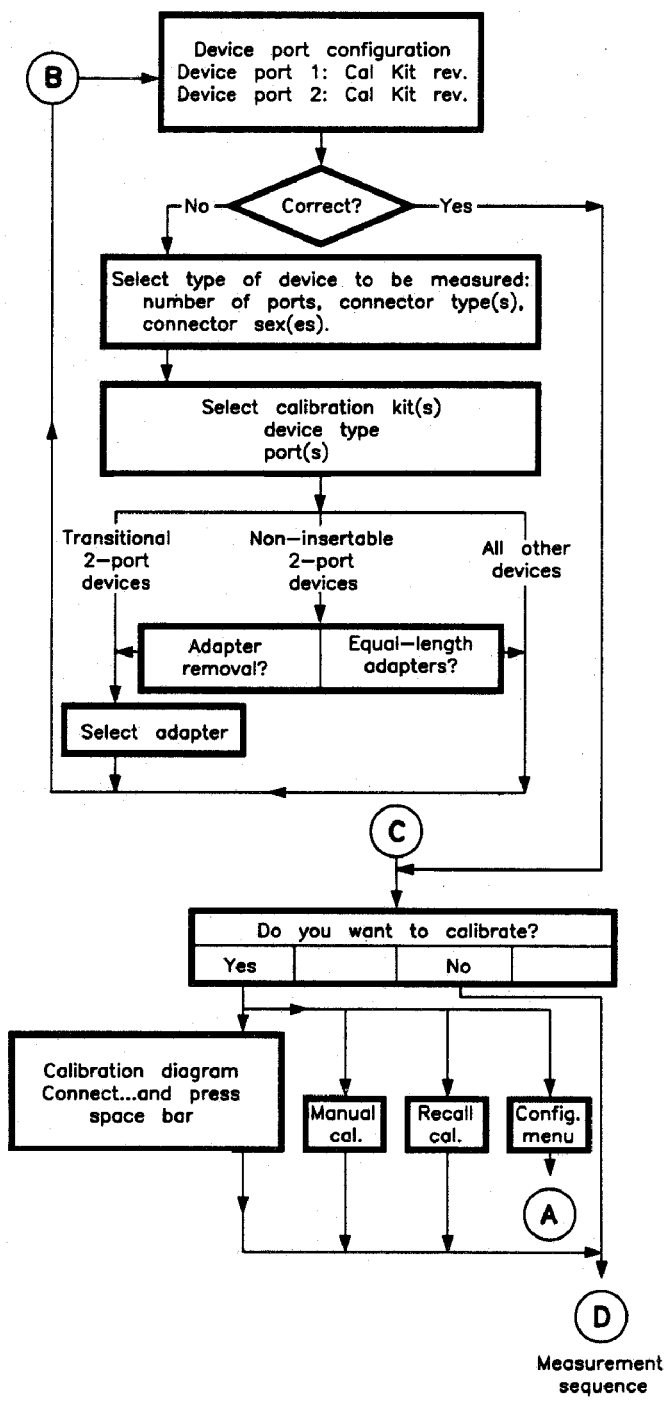 B
Device port configuration
Device port 1: Cal Kit rev.
Device port 2: Cal Kit rev.
No
Correct?
Yes
Select type of device to be measured:
number of ports, connector type(s),
connector sex(es).
Select calibration kit(s)
device type
port(s)
Transitional
2-port
devices
Non-insertable
2-port
devices
All other
devices
Adapter
removal?
Equal-length
adapters?
Select adapter
C
Do you want to calibrate?
Yes
No
Calibration diagram
Connect...and press
space bar
Manual
cal.
Recall
cal.
Config.
menu
A
D
Measurement
sequence